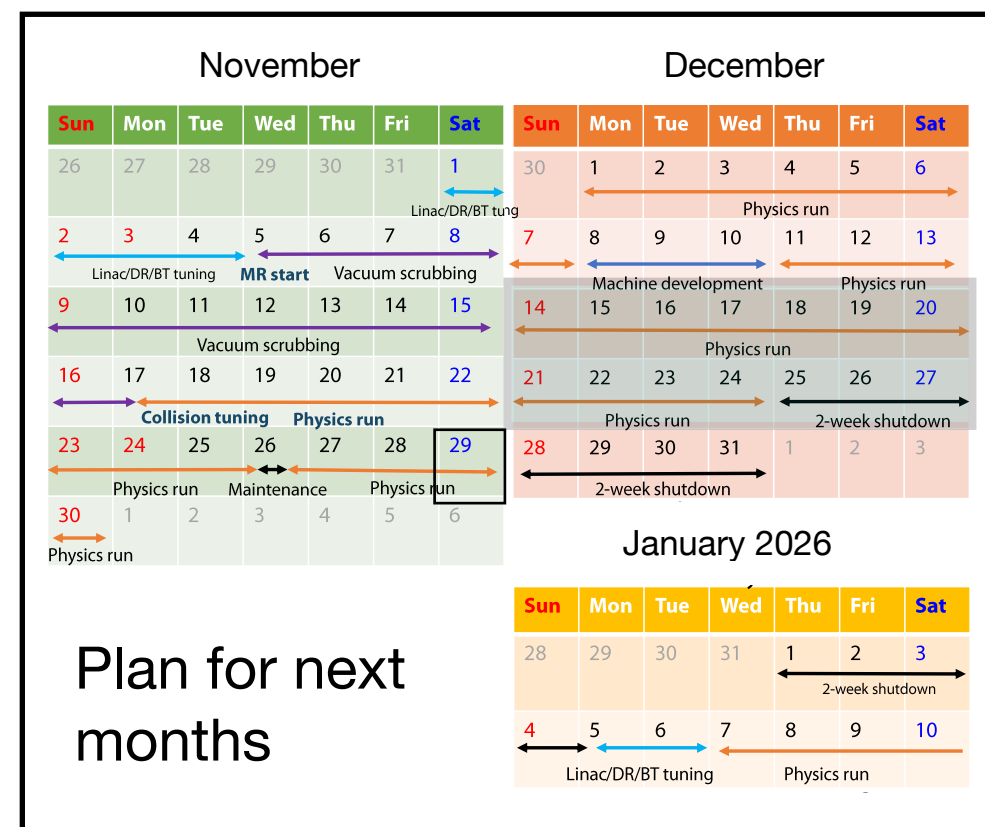 November
Sun Mon Tue Wed Thu Fri Sat
26 27 28 29 30 31 1
Linac/DR/BT tung
2 3 4 5 6 7 8
Linac/DR/BT tuning MR start Vacuum scrubbing
9 10 11 12 13 14 15
Vacuum scrubbing
16 17 18 19 20 21 22
Collision tuning Physics run
23 24 25 26 27 28 29
Physics run Maintenance Physics run
30 1 2 3 4 5 6
Physics run
December
Sun Mon Tue Wed Thu Fri Sat
30 1 2 3 4 5 6
Physics run
7 8 9 10 11 12 13
Machine development Physics run
14 15 16 17 18 19 20
Physics run
21 22 23 24 25 26 27
Physics run 2-week shutdown
28 29 30 31 1 2 3
2-week shutdown
January 2026
Sun Mon Tue Wed Thu Fri Sat
28 29 30 31 1 2 3
2-week shutdown
4 5 6 7 8 9 10
Linac/DR/BT tuning Physics run
Plan for next
months